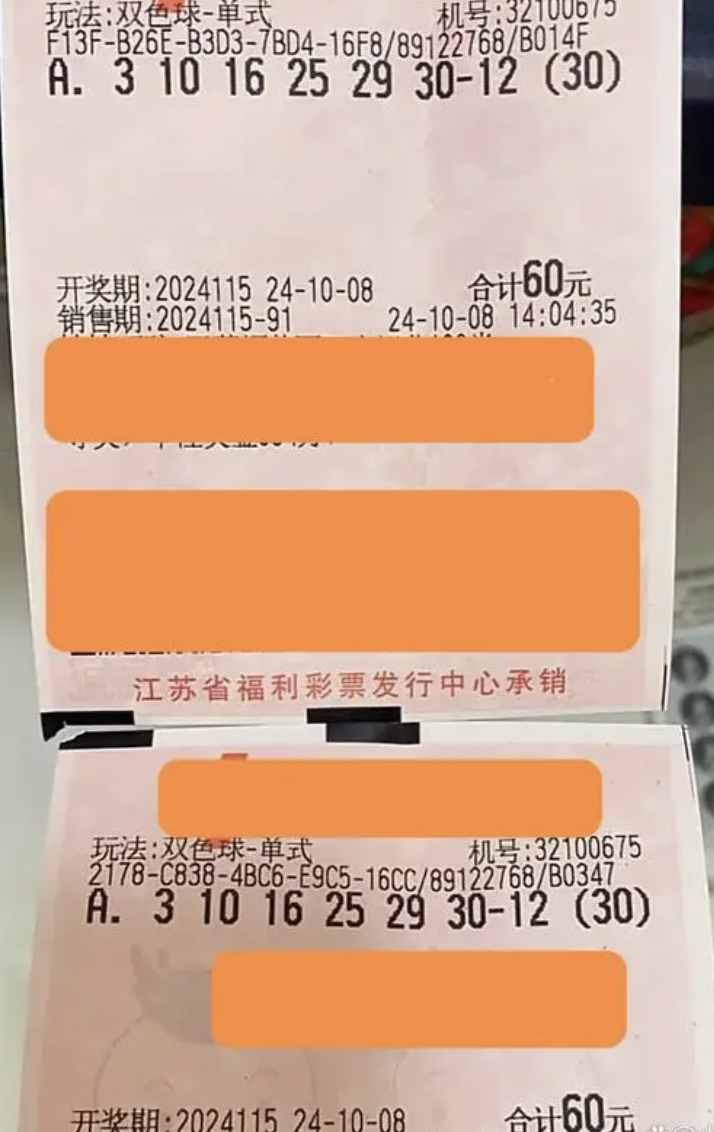 玩法:双色球-单式 机号:32100675
F13F-B26E-B3D3-7BD4-16F8/89122768/B014F
A. 3 10 16 25 29 30-12 (30)
开奖期:2024115 24-10-08 合计60元
销售期:2024115-91 24-10-08 14:04:35
江苏省福利彩票发行中心承销
玩法:双色球-单式 机号:32100675
2178-C838-4BC6-E9C5-16CC/89122768/B0347
A. 3 10 16 25 29 30-12 (30)
开奖期:2024115 24-10-08 合计60元